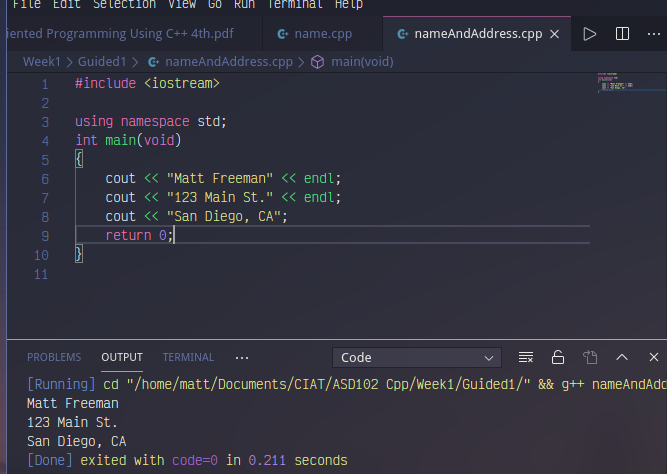 File Edit Selection View Go Run Terminal Help
iented Programming Using C++ 4th.pdf name.cpp nameAndAddress.cpp
Week1 > Guided1 > nameAndAddress.cpp > main(void)
1 #include <iostream>
2
3 using namespace std;
4 int main(void)
5 {
6 cout << "Matt Freeman" << endl;
7 cout << "123 Main St." << endl;
8 cout << "San Diego, CA";
9 return 0;
10 }
11
PROBLEMS OUTPUT TERMINAL ··· Code
[Running] cd "/home/matt/Documents/CIAT/ASD102 Cpp/Week1/Guided1/" && g++ nameAndAdd
Matt Freeman
123 Main St.
San Diego, CA
[Done] exited with code=0 in 0.211 seconds